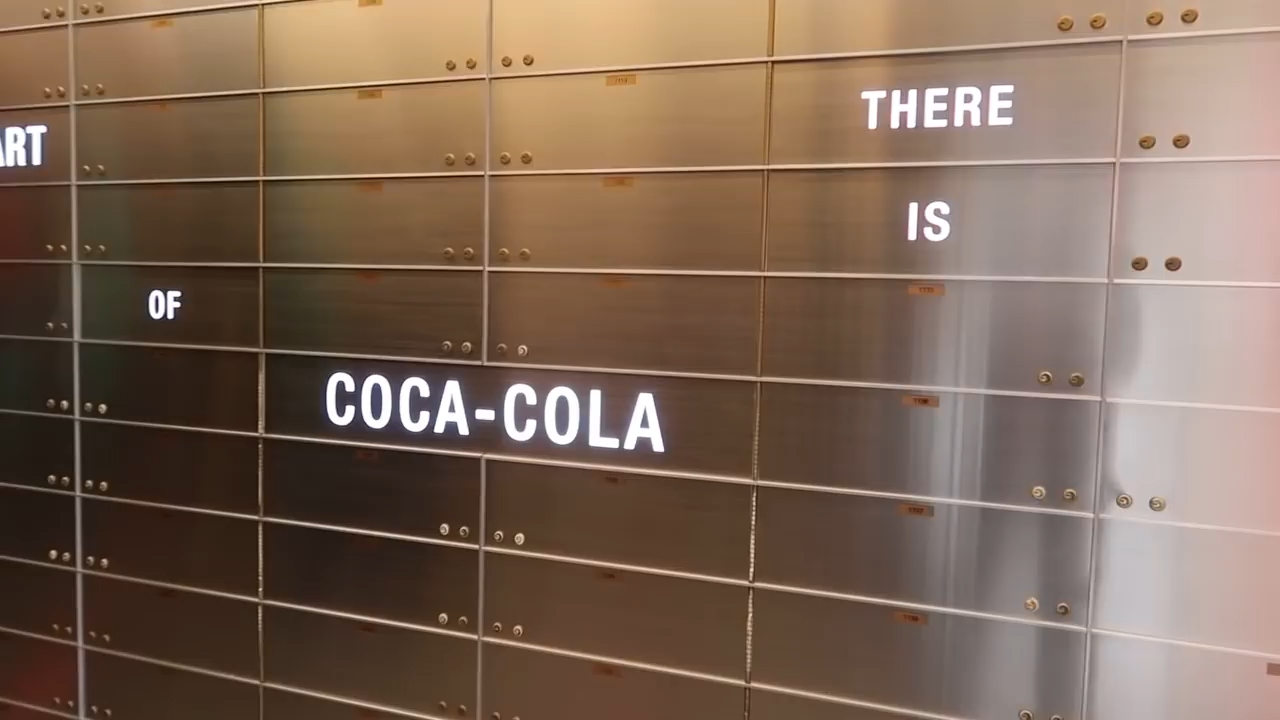 ART
OF
COCA-COLA
THERE
IS